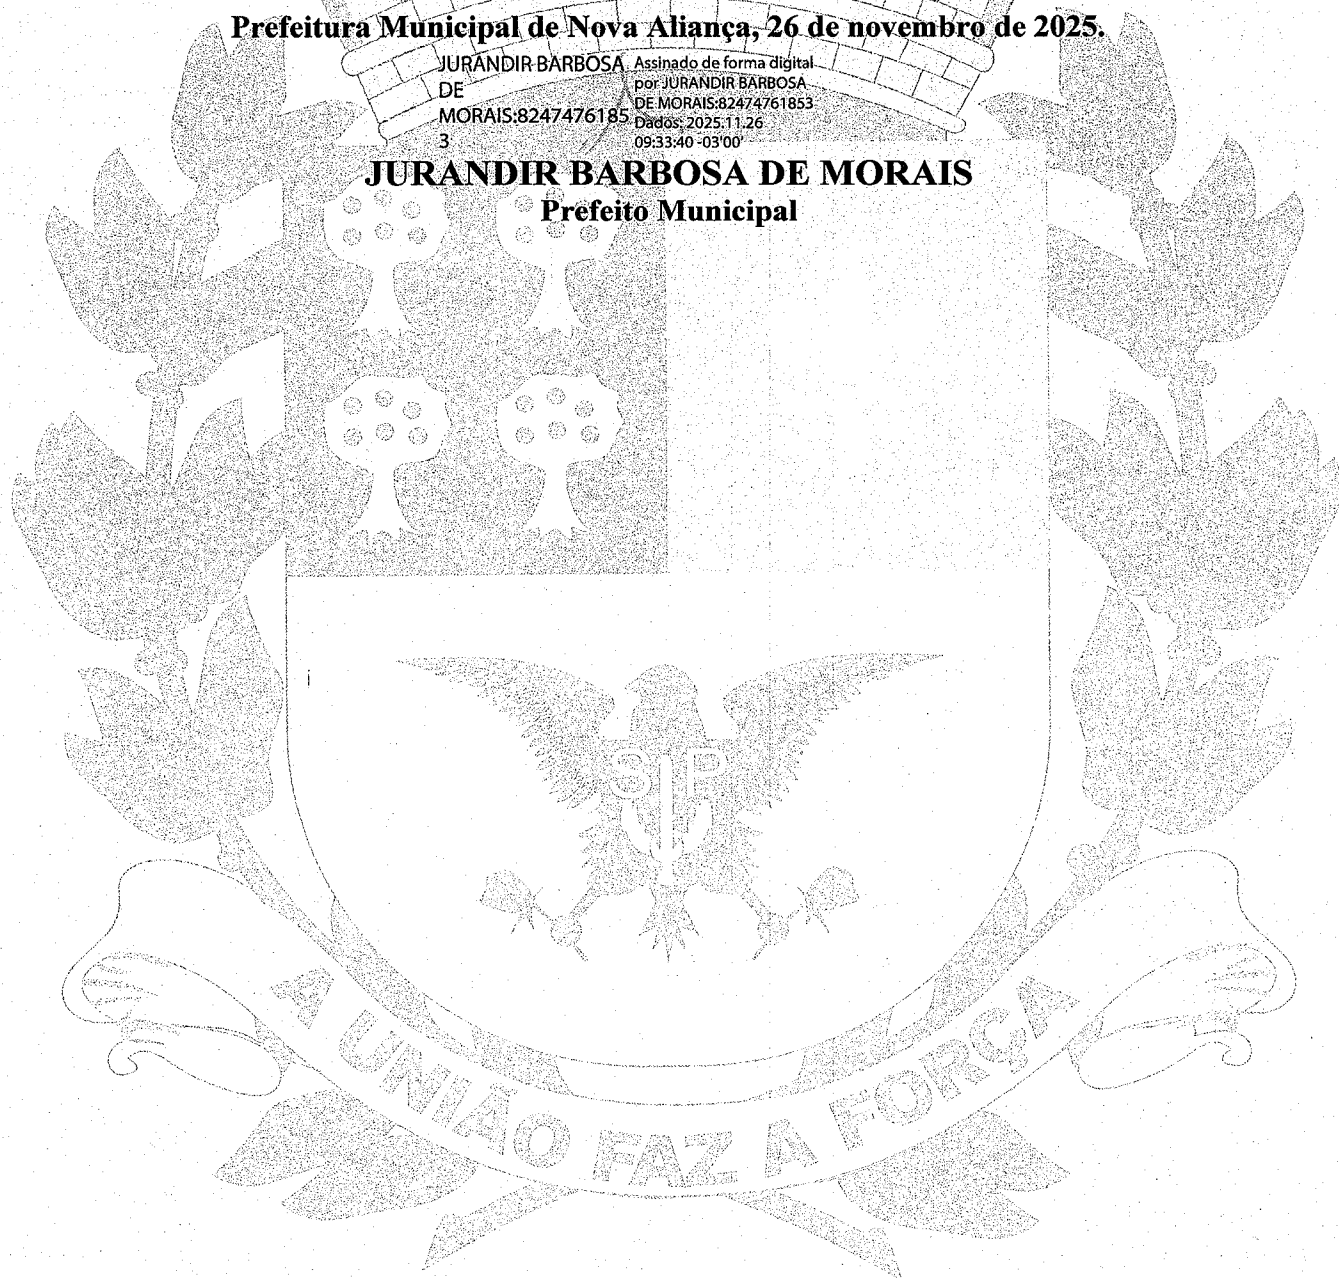 Prefeitura Municipal de Nova Aliança, 26 de novembro de 2025.
JURANDIR BARBOSA
DE
MORAIS:8247476185
3
Assinado de forma digital
por JURANDIR BARBOSA
DE MORAIS:82474761853
Dados: 2025.11.26
09:33:40 -03'00'
JURANDIR BARBOSA DE MORAIS
Prefeito Municipal
S P
A UNIÃO FAZ A FORÇA